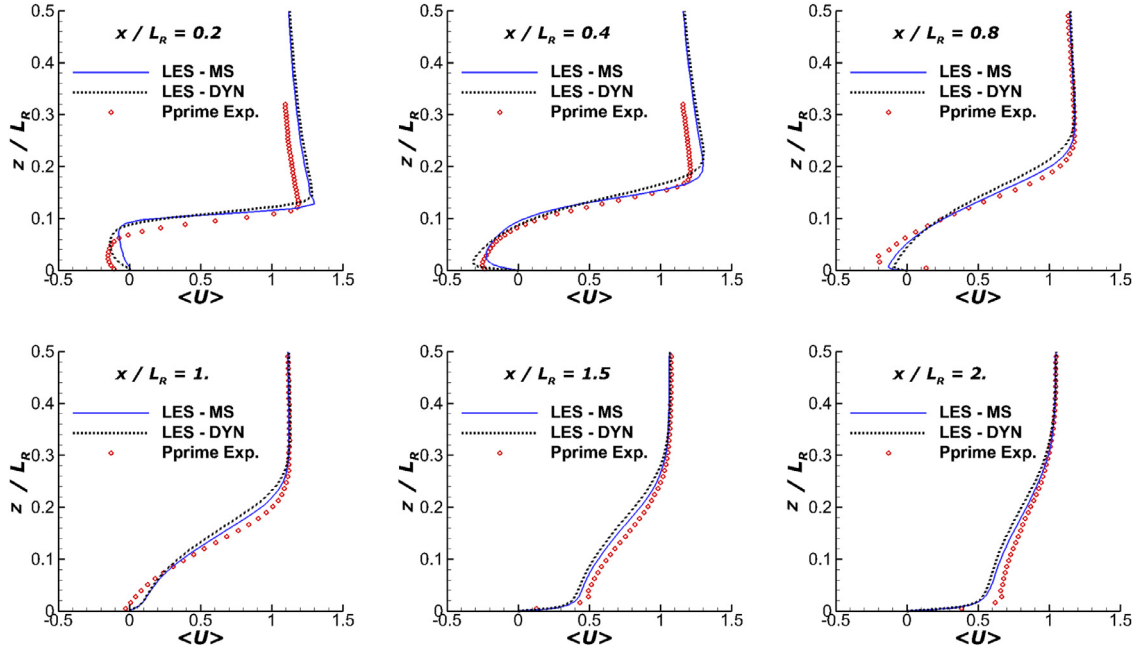 0.5
x / L_R = 0.2
0.4
LES - MS
LES - DYN
0.3
Pprime Exp.
z / L_R
0.2
0.1
0
-0.5 0 0.5 1 1.5
<U>
0.5
x / L_R = 0.4
0.4
LES - MS
LES - DYN
0.3
Pprime Exp.
z / L_R
0.2
0.1
0
-0.5 0 0.5 1 1.5
<U>
0.5
x / L_R = 0.8
0.4
LES - MS
LES - DYN
0.3
Pprime Exp.
z / L_R
0.2
0.1
0
-0.5 0 0.5 1 1.5
<U>
0.5
x / L_R = 1.
0.4
LES - MS
LES - DYN
0.3
Pprime Exp.
z / L_R
0.2
0.1
0
-0.5 0 0.5 1 1.5
<U>
0.5
x / L_R = 1.5
0.4
LES - MS
LES - DYN
0.3
Pprime Exp.
z / L_R
0.2
0.1
0
-0.5 0 0.5 1 1.5
<U>
0.5
x / L_R = 2.
0.4
LES - MS
LES - DYN
0.3
Pprime Exp.
z / L_R
0.2
0.1
0
-0.5 0 0.5 1 1.5
<U>